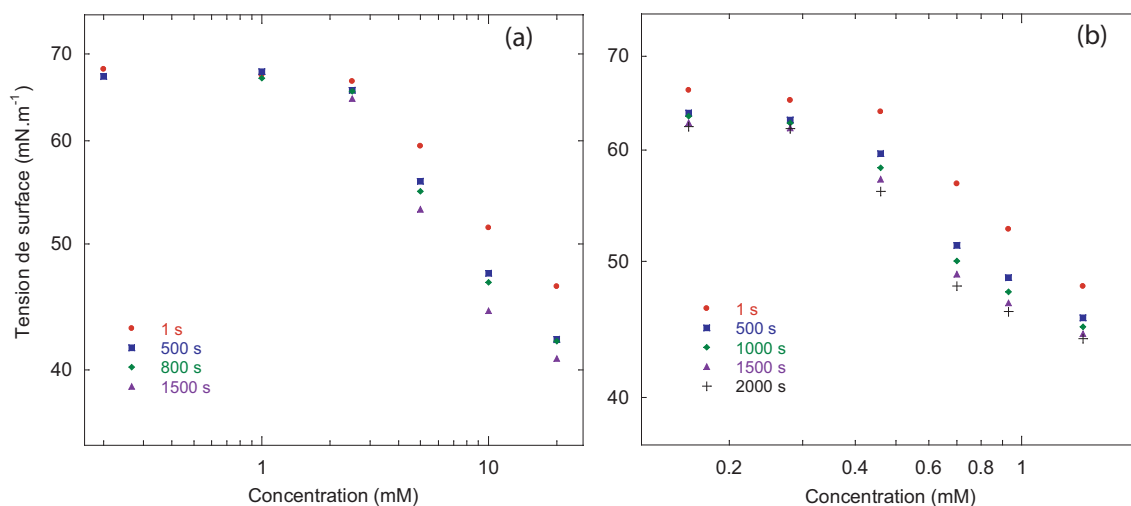 (a)
70
60
50
40
Tension de surface (mN.m⁻¹)
1 s
500 s
800 s
1500 s
1
10
Concentration (mM)
(b)
70
60
50
40
1 s
500 s
1000 s
1500 s
2000 s
0.2
0.4
0.6
0.8
1
Concentration (mM)